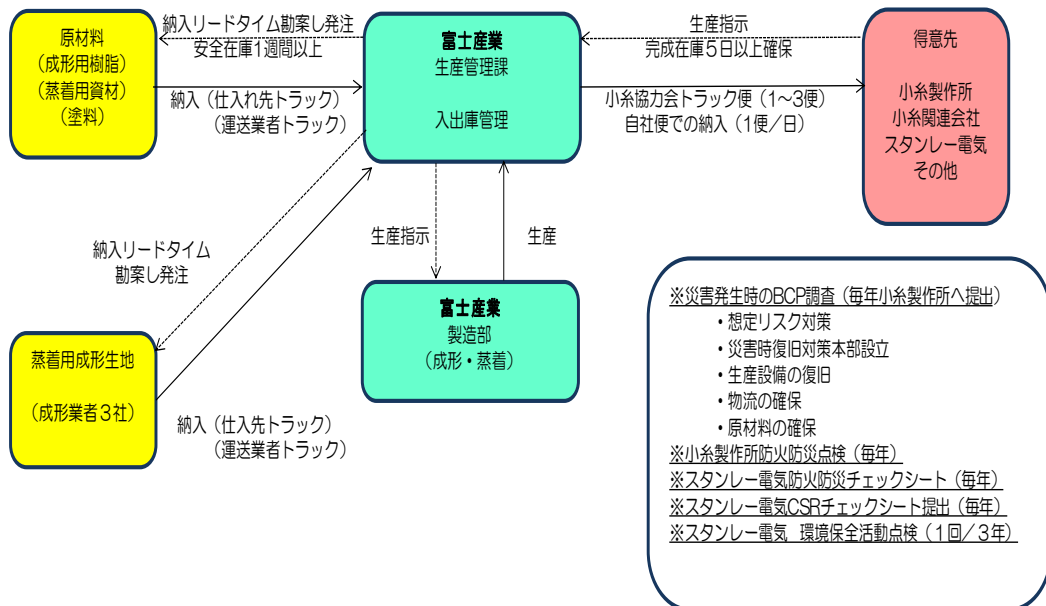 原材料
(成形用樹脂)
(蒸着用資材)
(塗料)
納入リードタイム勘案し発注
安全在庫1週間以上
納入(仕入れ先トラック)
(運送業者トラック)
富士産業
生産管理課
入出庫管理
生産指示
完成在庫5日以上確保
小糸協力会トラック便(1~3便)
自社便での納入(1便/日)
得意先
小糸製作所
小糸関連会社
スタンレー電気
その他
納入リードタイム
勘案し発注
生産指示
生産
富士産業
製造部
(成形・蒸着)
蒸着用成形生地
(成形業者3社)
納入(仕入先トラック)
(運送業者トラック)
※災害発生時のBCP調査(毎年小糸製作所へ提出)
・想定リスク対策
・災害時復旧対策本部設立
・生産設備の復旧
・物流の確保
・原材料の確保
※小糸製作所防火防災点検(毎年)
※スタンレー電気防火防災チェックシート(毎年)
※スタンレー電気CSRチェックシート提出(毎年)
※スタンレー電気 環境保全活動点検(1回/3年)